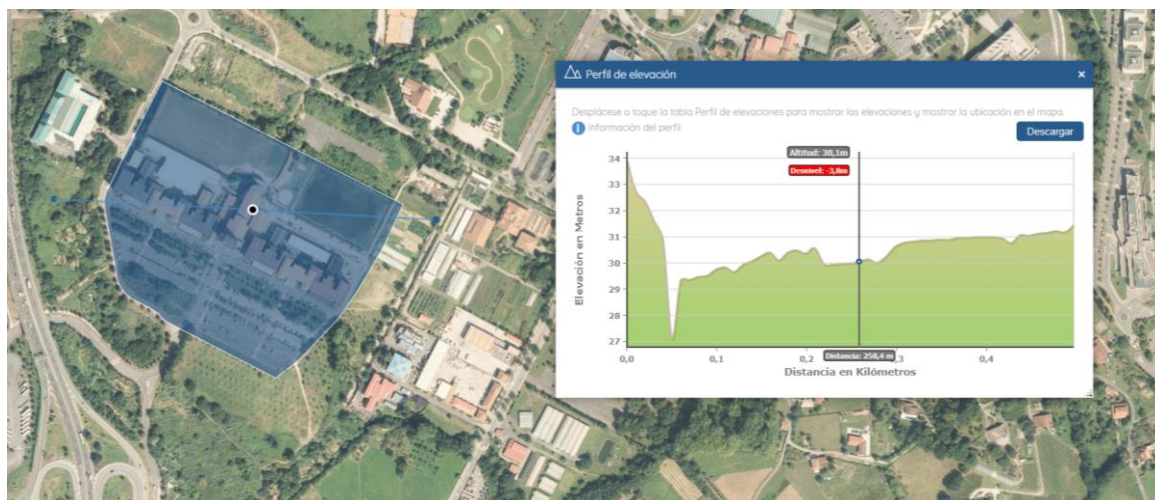 Perfil de elevación
×
Desplácese o toque la tabla Perfil de elevaciones para mostrar las elevaciones y mostrar la ubicación en el mapa.
Información del perfil
Descargar
Altitud: 30,1m
Desnivel: -3,8m
34
33
32
31
30
29
28
27
Elevación en Metros
0,0
0,1
0,2
0,3
0,4
Distancia: 258,4 m
Distancia en Kilómetros